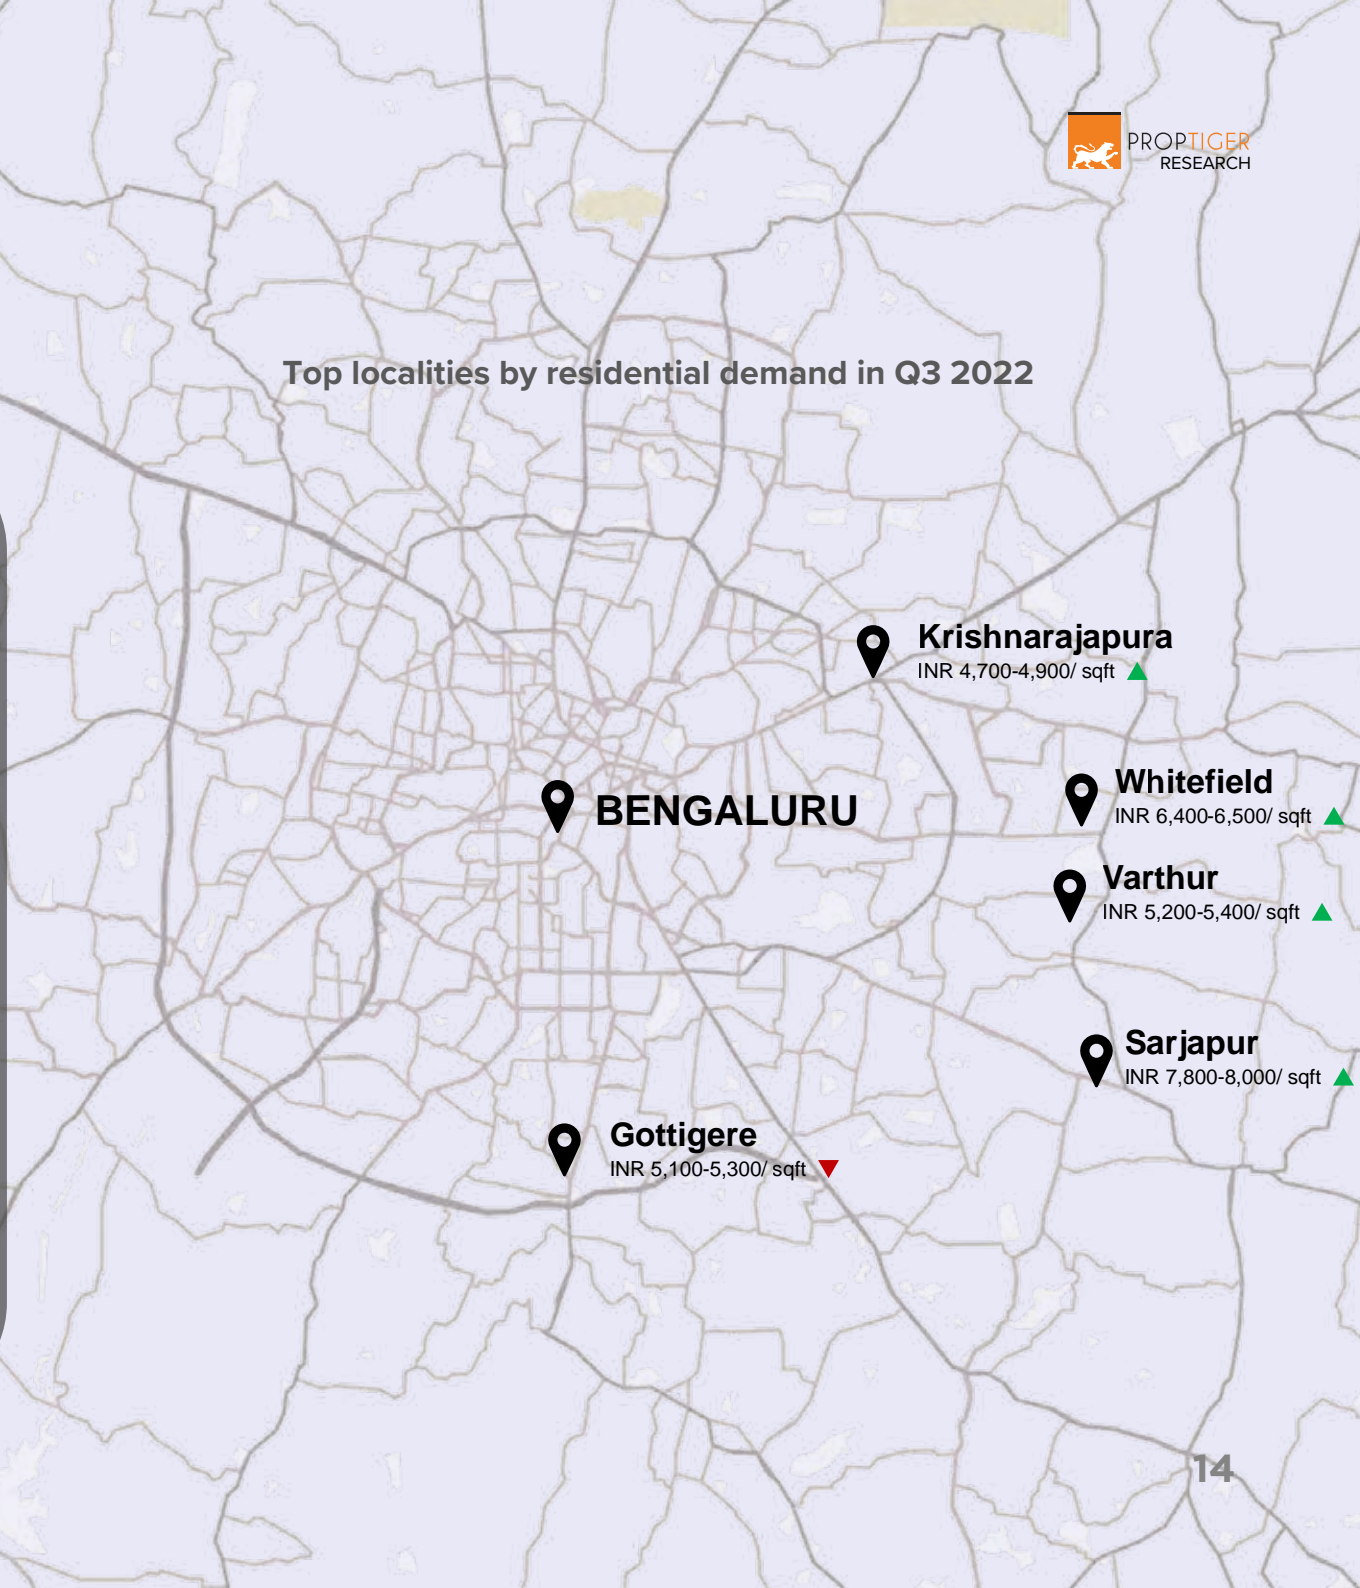 PROPTIGER
RESEARCH
Top localities by residential demand in Q3 2022
Krishnarajapura
INR 4,700-4,900/ sqft
Whitefield
INR 6,400-6,500/ sqft
BENGALURU
Varthur
INR 5,200-5,400/ sqft
Sarjapur
INR 7,800-8,000/ sqft
Gottigere
INR 5,100-5,300/ sqft
14